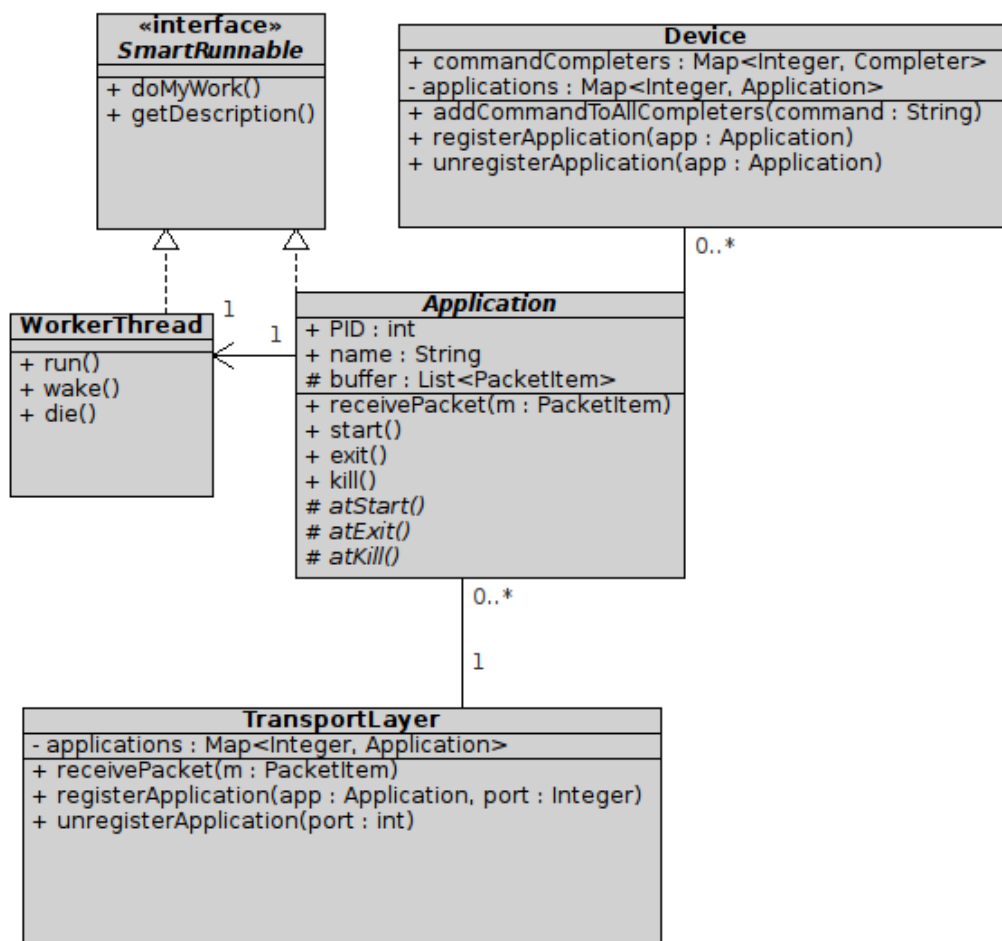 «interface»
SmartRunnable
+ doMyWork()
+ getDescription()
Device
+ commandCompleters : Map<Integer, Completer>
- applications : Map<Integer, Application>
+ addCommandToAllCompleters(command : String)
+ registerApplication(app : Application)
+ unregisterApplication(app : Application)
0..*
WorkerThread
+ run()
+ wake()
+ die()
1
1
Application
+ PID : int
+ name : String
# buffer : List<PacketItem>
+ receivePacket(m : PacketItem)
+ start()
+ exit()
+ kill()
# atStart()
# atExit()
# atKill()
0..*
1
TransportLayer
- applications : Map<Integer, Application>
+ receivePacket(m : PacketItem)
+ registerApplication(app : Application, port : Integer)
+ unregisterApplication(port : int)